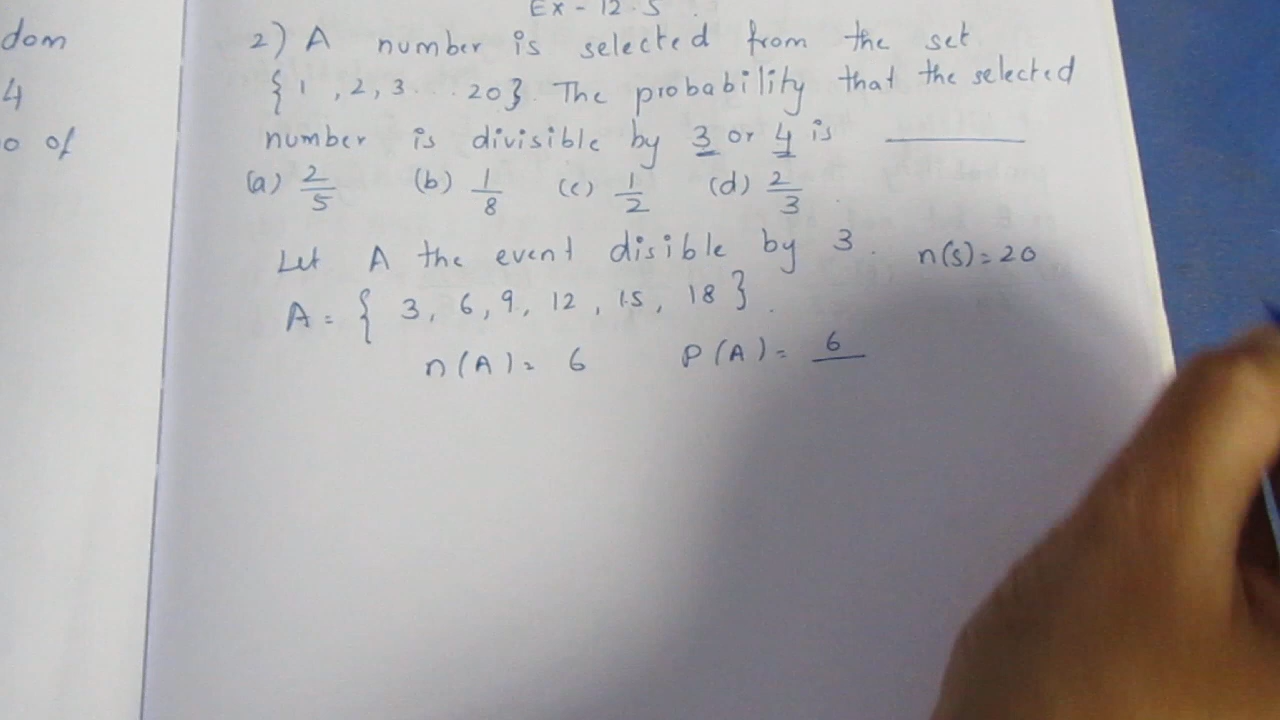 dom
4
o of
Ex - 12.5
2) A number is selected from the set
{1, 2, 3... 20}. The probability that the selected
number is divisible by 3 or 4 is ______
(a) 2/5 (b) 1/8 (c) 1/2 (d) 2/3
Let A the event disible by 3. n(S) = 20
A = { 3, 6, 9, 12, 15, 18 }.
n(A) = 6 P(A) = 6/